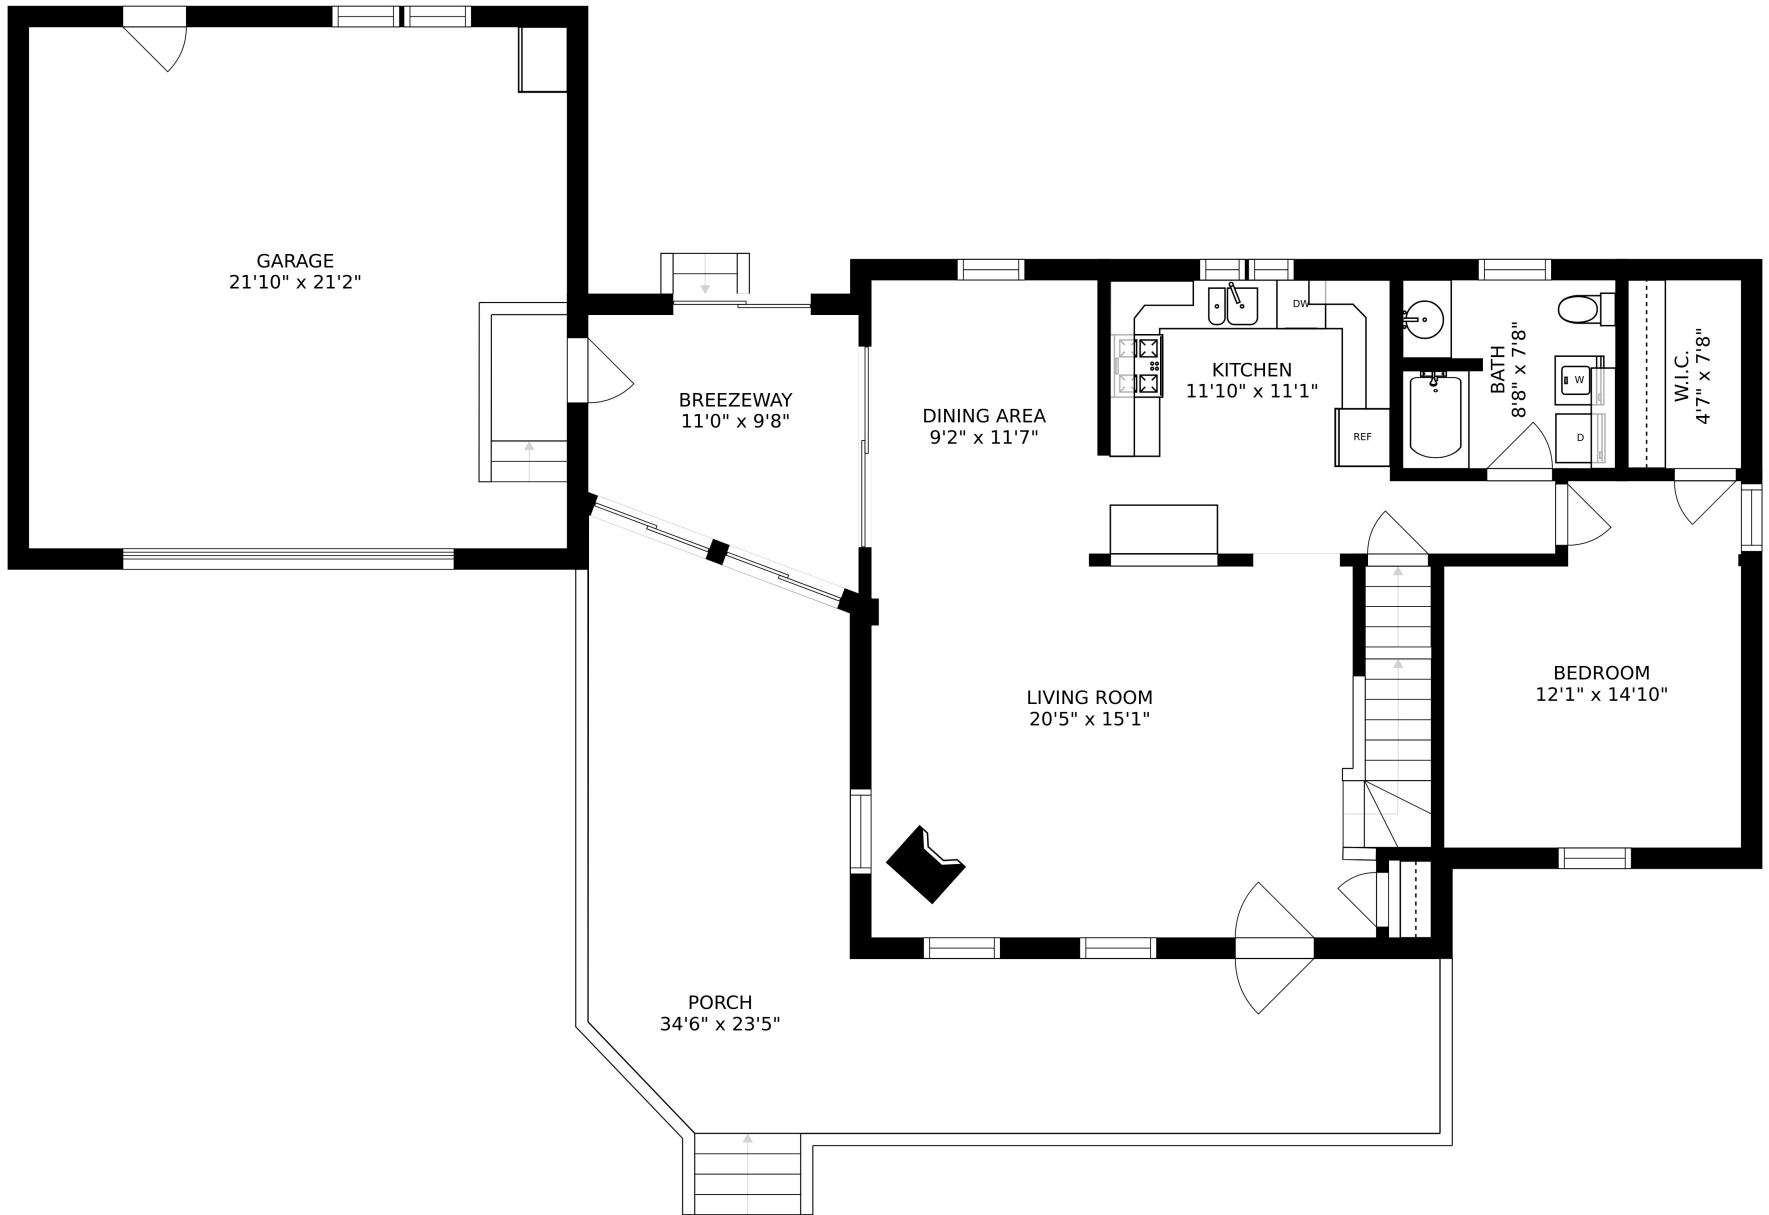 GARAGE
21'10" x 21'2"
BREEZEWAY
11'0" x 9'8"
DINING AREA
9'2" x 11'7"
KITCHEN
11'10" x 11'1"
DW
REF
BATH
8'8" x 7'8"
W
D
W.I.C.
4'7" x 7'8"
LIVING ROOM
20'5" x 15'1"
BEDROOM
12'1" x 14'10"
PORCH
34'6" x 23'5"